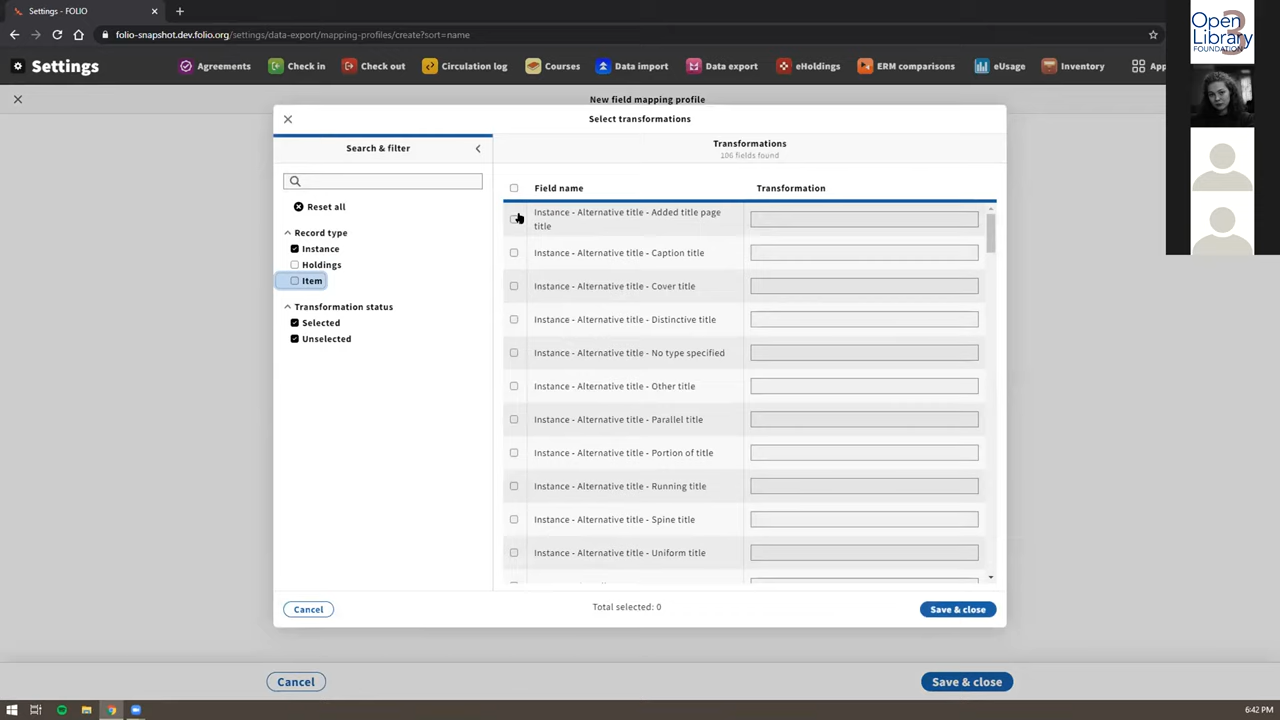 Settings - FOLIO
folio-snapshot.dev.folio.org/settings/data-export/mapping-profiles/create?sort=name
Settings
Agreements
Check in
Check out
Circulation log
Courses
Data import
Data export
eHoldings
ERM comparisons
eUsage
Inventory
Open
Library
FOUNDATION
3
New field mapping profile
Select transformations
Search & filter
Transformations
106 fields found
Field name
Transformation
Reset all
Record type
Instance
Holdings
Item
Transformation status
Selected
Unselected
Instance - Alternative title - Added title page
title
Instance - Alternative title - Caption title
Instance - Alternative title - Cover title
Instance - Alternative title - Distinctive title
Instance - Alternative title - No type specified
Instance - Alternative title - Other title
Instance - Alternative title - Parallel title
Instance - Alternative title - Portion of title
Instance - Alternative title - Running title
Instance - Alternative title - Spine title
Instance - Alternative title - Uniform title
Cancel
Total selected: 0
Save & close
Cancel
Save & close
6:42 PM